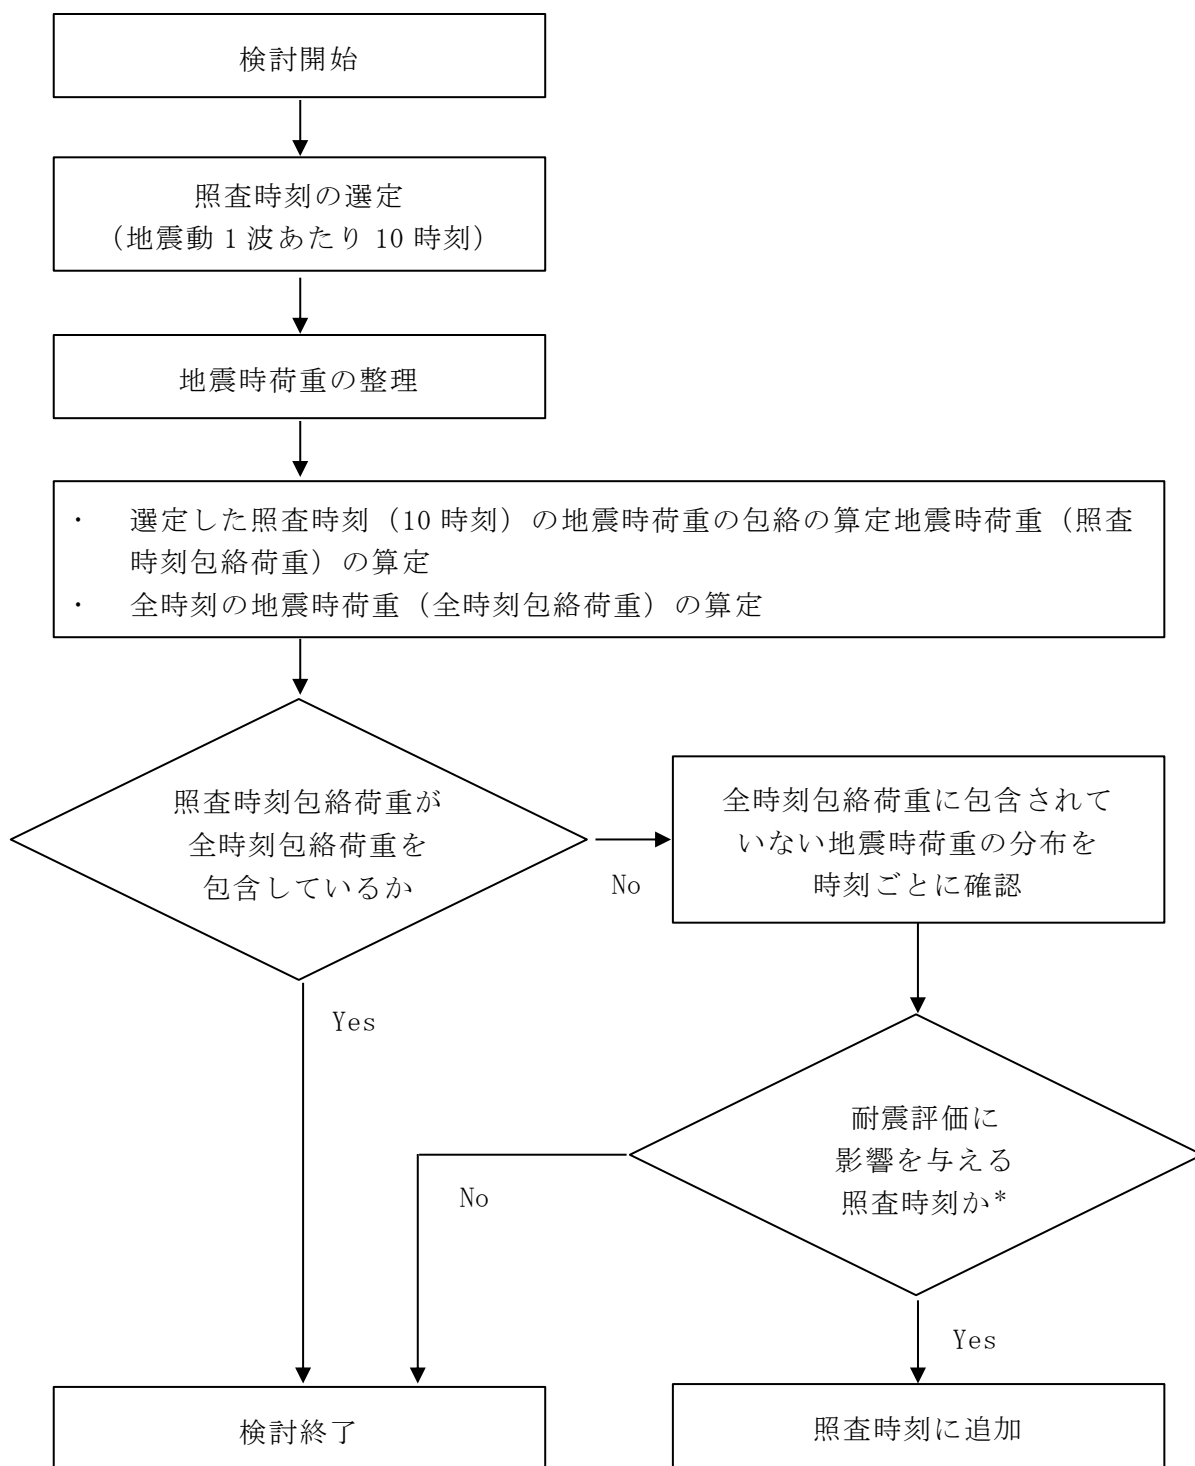 検討開始
照査時刻の選定
（地震動 1 波あたり 10 時刻）
地震時荷重の整理
・ 選定した照査時刻（10 時刻）の地震時荷重の包絡の算定地震時荷重（照査
時刻包絡荷重）の算定
・ 全時刻の地震時荷重（全時刻包絡荷重）の算定
照査時刻包絡荷重が
全時刻包絡荷重を
包含しているか
No
全時刻包絡荷重に包含されて
いない地震時荷重の分布を
時刻ごとに確認
Yes
耐震評価に
影響を与える
照査時刻か*
No
Yes
検討終了
照査時刻に追加